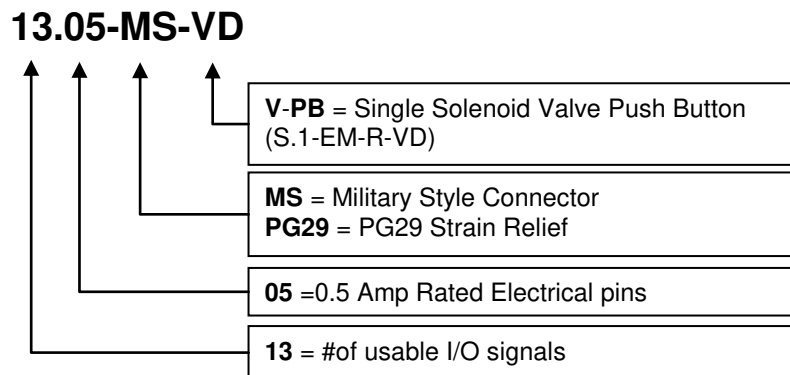 13.05-MS-VD
V-PB = Single Solenoid Valve Push Button
(S.1-EM-R-VD)
MS = Military Style Connector
PG29 = PG29 Strain Relief
05 =0.5 Amp Rated Electrical pins
13 = #of usable I/O signals